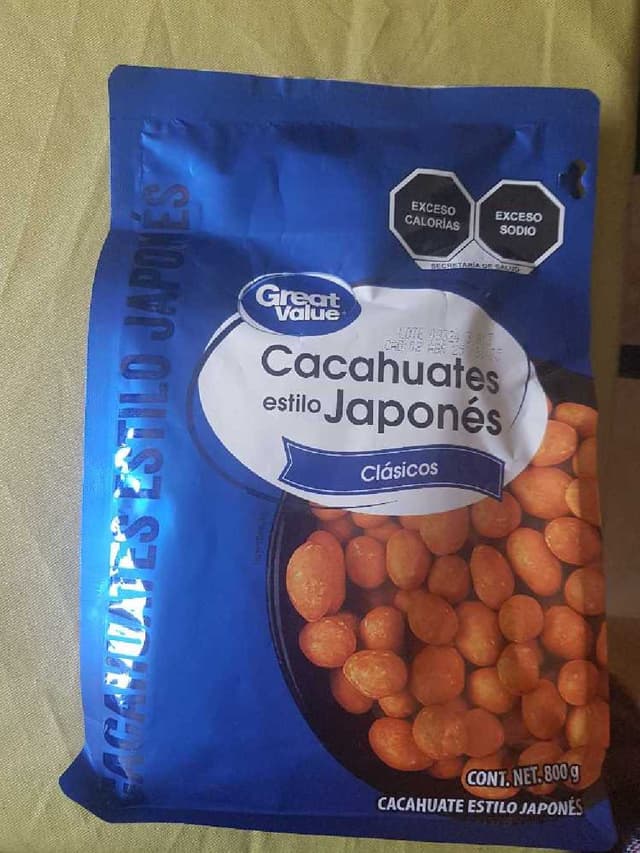 EXCESO
CALORÍAS
EXCESO
SODIO
SECRETARÍA DE SALUD
Great
Value
Cacahuates
estilo Japonés
Clásicos
CACAHUATES ESTILO JAPONÉS
CONT. NET. 800 g
CACAHUATE ESTILO JAPONÉS